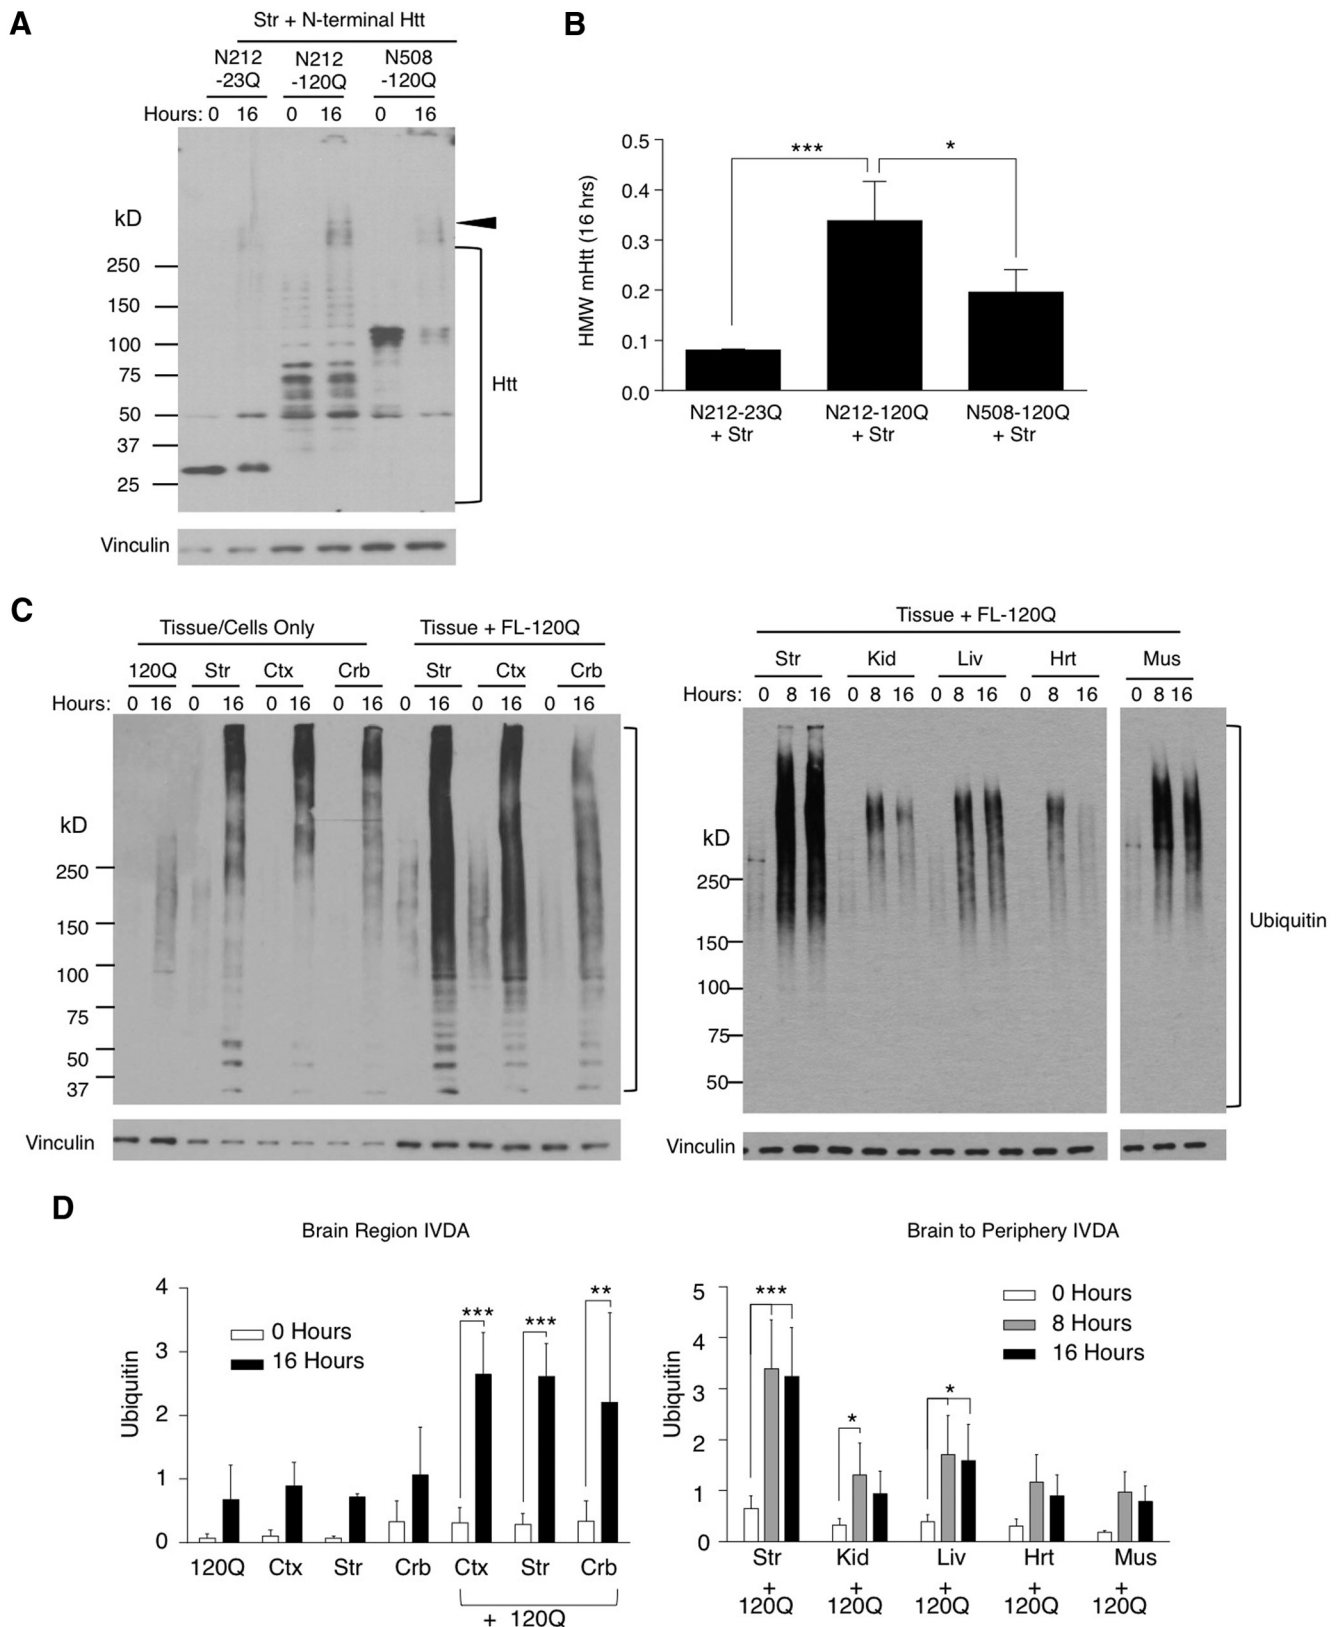 A
Str + N-terminal Htt
N212 N212 N508
-23Q -120Q -120Q
Hours: 0 16 0 16 0 16
kD
250
150
100
75
50
37
25
Htt
Vinculin
B
HMW mHtt (16 hrs)
0.5
0.4
0.3
0.2
0.1
0.0
*** *
N212-23Q N212-120Q N508-120Q
+ Str + Str + Str
C
Tissue/Cells Only Tissue + FL-120Q
120Q Str Ctx Crb Str Ctx Crb
Hours: 0 16 0 16 0 16 0 16 0 16 0 16 0 16
kD
250
150
100
75
50
37
Vinculin
Tissue + FL-120Q
Str Kid Liv Hrt Mus
Hours: 0 8 16 0 8 16 0 8 16 0 8 16 0 8 16
kD
250
150
100
75
50
Ubiquitin
Vinculin
D
Brain Region IVDA
Ubiquitin
4
3
2
1
0
0 Hours
16 Hours
*** *** **
120Q Ctx Str Crb Ctx Str Crb
+ 120Q
Brain to Periphery IVDA
Ubiquitin
5
4
3
2
1
0
0 Hours
8 Hours
16 Hours
*** * *
Str Kid Liv Hrt Mus
+ + + + +
120Q 120Q 120Q 120Q 120Q